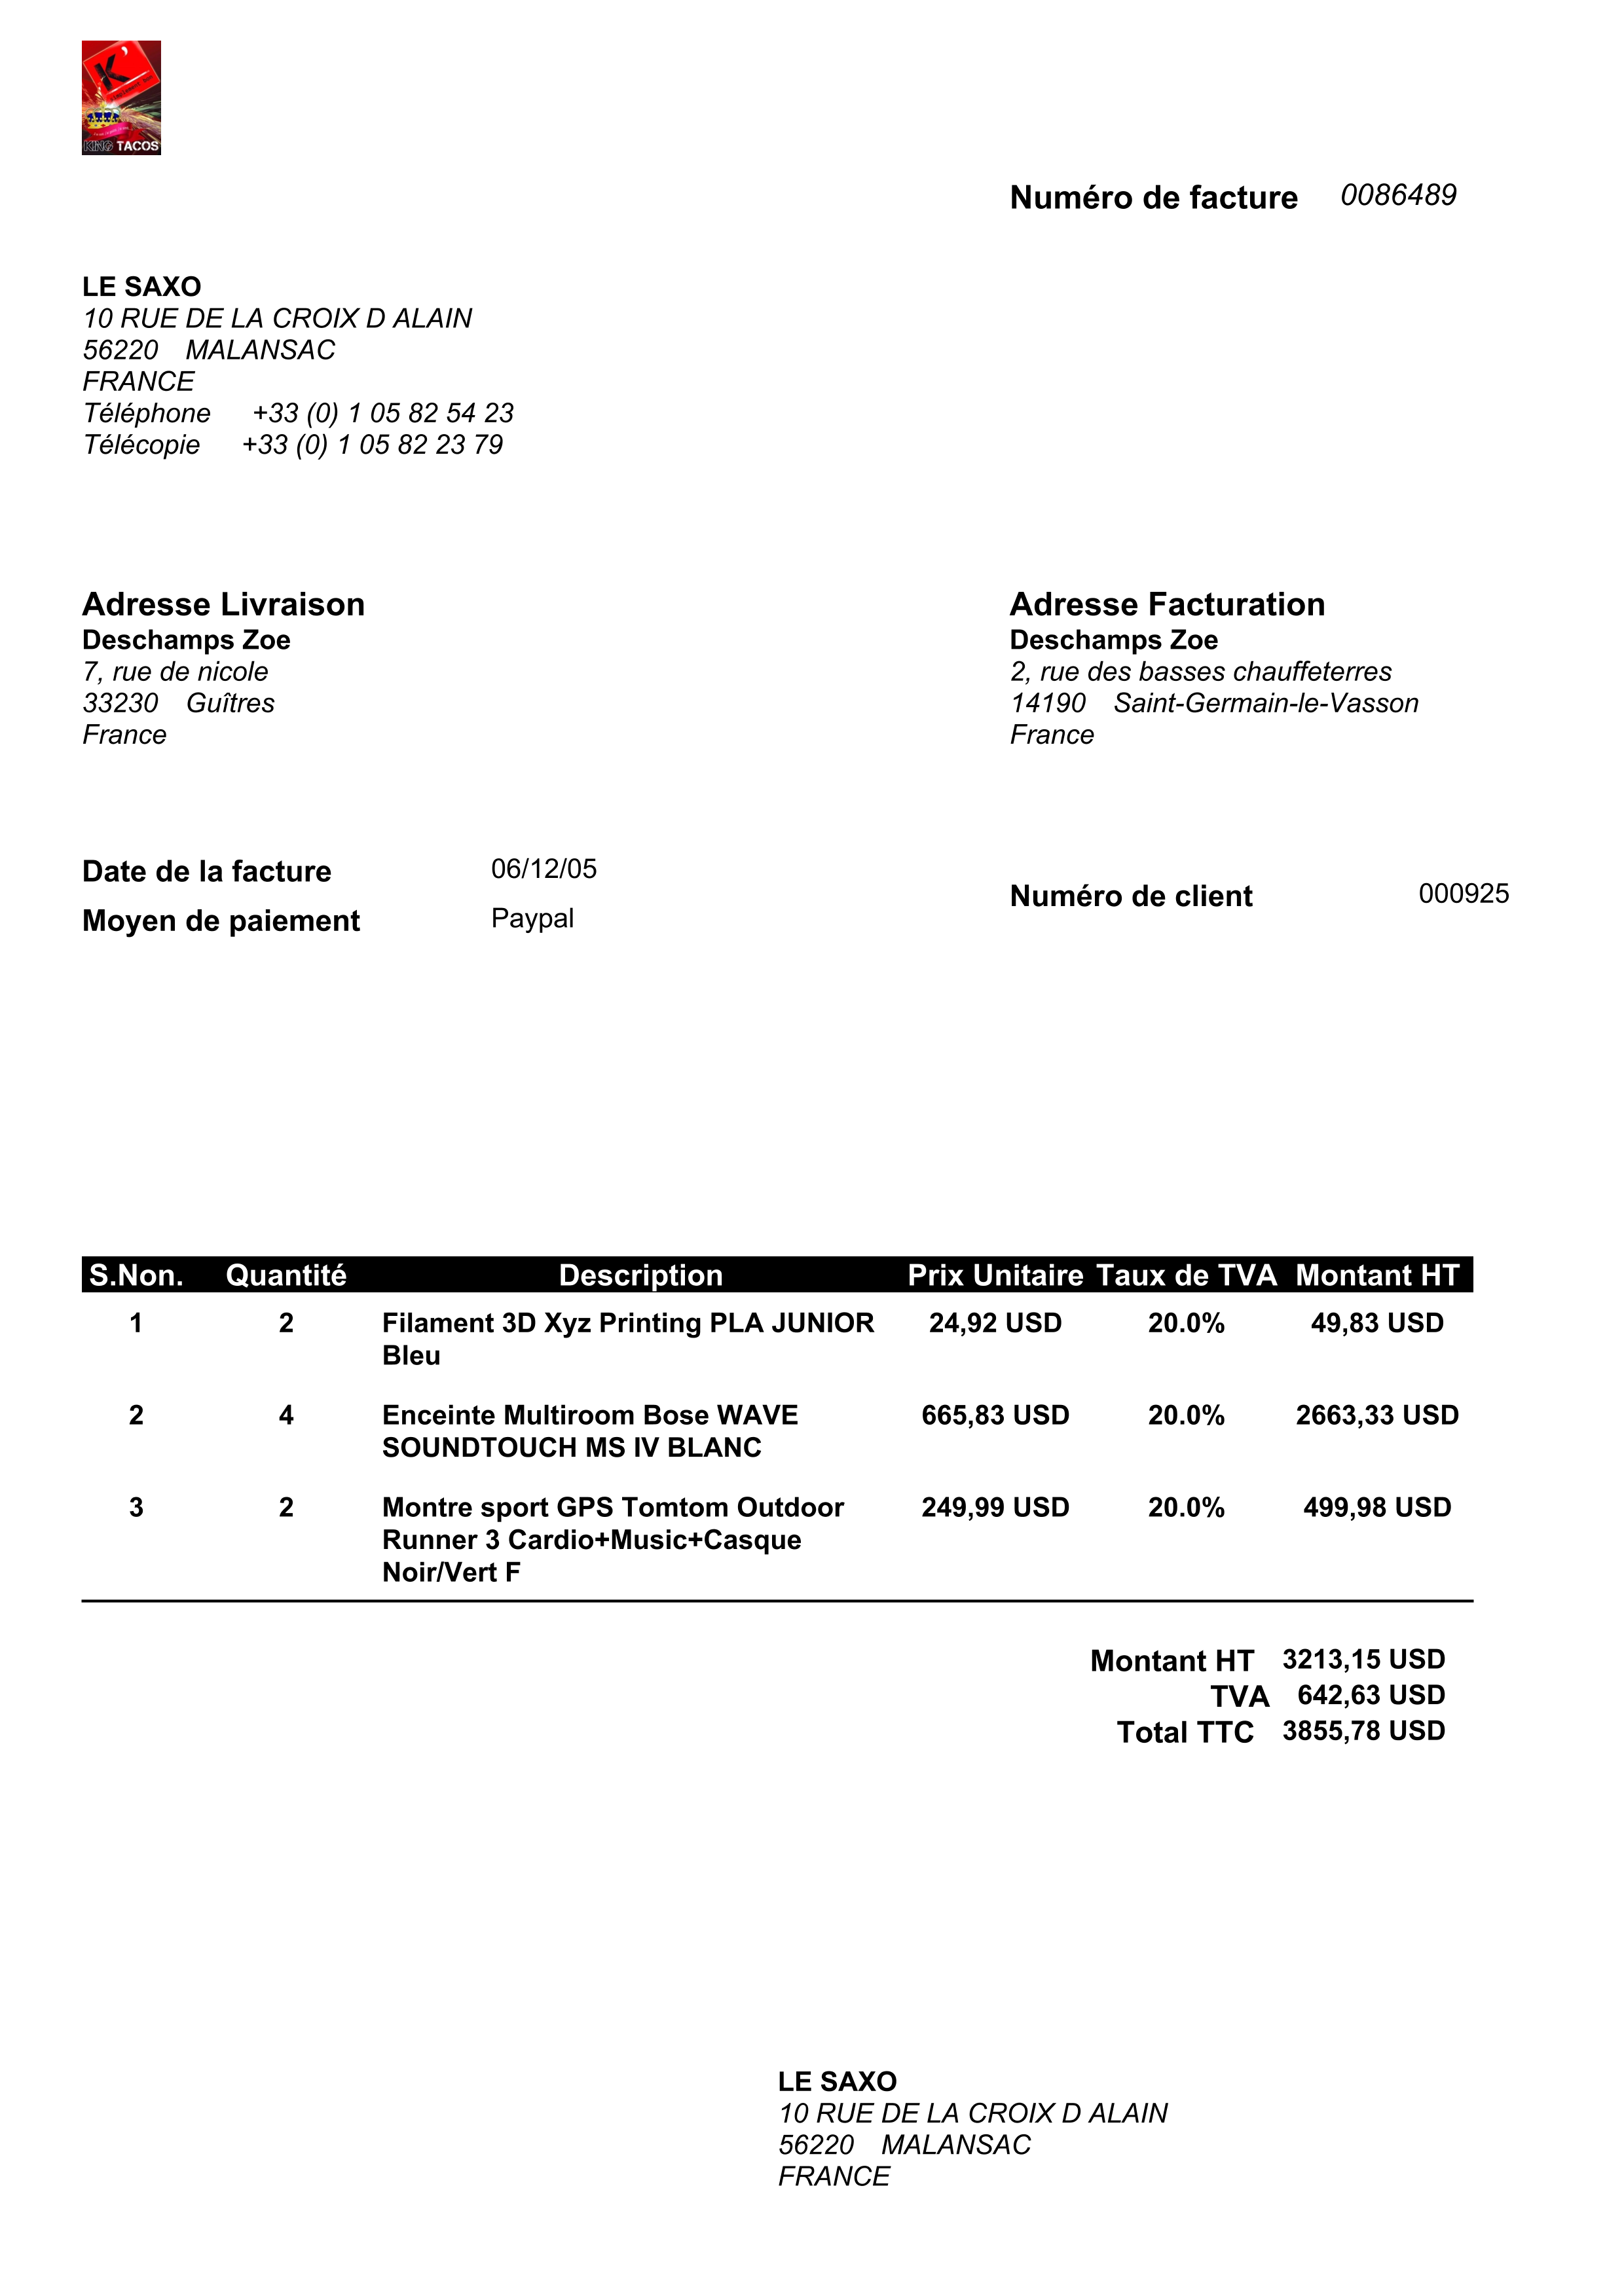 K'
KING TACOS
Numéro de facture 0086489
LE SAXO
10 RUE DE LA CROIX D ALAIN
56220 MALANSAC
FRANCE
Téléphone +33 (0) 1 05 82 54 23
Télécopie +33 (0) 1 05 82 23 79
Adresse Livraison
Deschamps Zoe
7, rue de nicole
33230 Guîtres
France
Adresse Facturation
Deschamps Zoe
2, rue des basses chauffeterres
14190 Saint-Germain-le-Vasson
France
Date de la facture 06/12/05
Moyen de paiement Paypal
Numéro de client 000925
S.Non. Quantité Description Prix Unitaire Taux de TVA Montant HT
1 2 Filament 3D Xyz Printing PLA JUNIOR 24,92 USD 20.0% 49,83 USD
Bleu
2 4 Enceinte Multiroom Bose WAVE 665,83 USD 20.0% 2663,33 USD
SOUNDTOUCH MS IV BLANC
3 2 Montre sport GPS Tomtom Outdoor 249,99 USD 20.0% 499,98 USD
Runner 3 Cardio+Music+Casque
Noir/Vert F
Montant HT 3213,15 USD
TVA 642,63 USD
Total TTC 3855,78 USD
LE SAXO
10 RUE DE LA CROIX D ALAIN
56220 MALANSAC
FRANCE